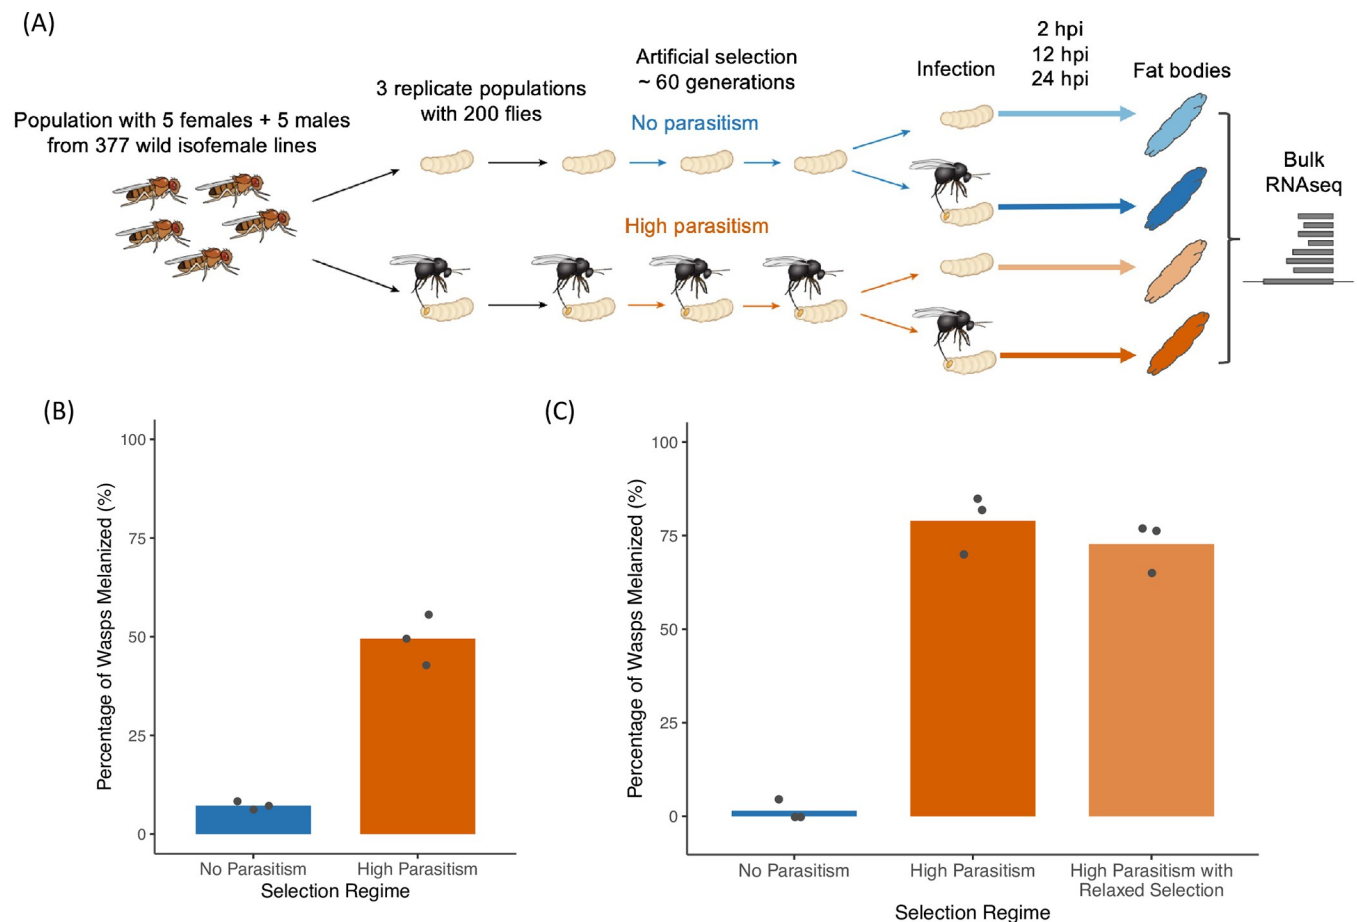 (A)
Population with 5 females + 5 males
from 377 wild isofemale lines
3 replicate populations
with 200 flies
Artificial selection
~ 60 generations
No parasitism
High parasitism
Infection
2 hpi
12 hpi
24 hpi
Fat bodies
Bulk
RNAseq
(B)
Percentage of Wasps Melanized (%)
100
75
50
25
0
No Parasitism
High Parasitism
Selection Regime
(C)
Percentage of Wasps Melanized (%)
100
75
50
25
0
No Parasitism
High Parasitism
High Parasitism with
Relaxed Selection
Selection Regime